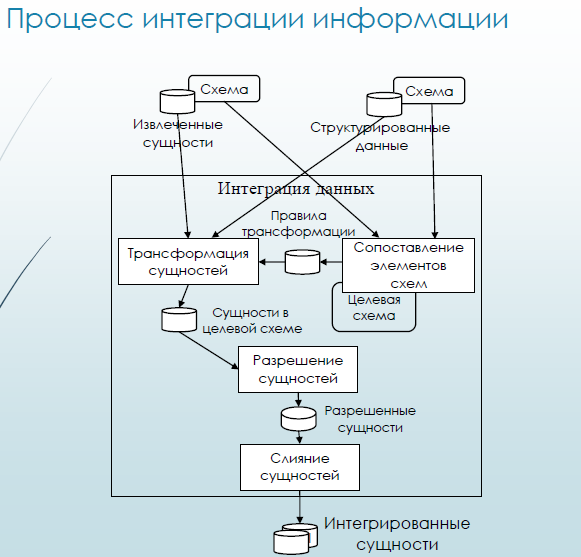 Процесс интеграции информации
Схема
Схема
Извлеченные
сущности
Структурированные
данные
Интеграция данных
Правила
трансформации
Трансформация
сущностей
Сопоставление
элементов
схем
Целевая
схема
Сущности в
целевой схеме
Разрешение
сущностей
Разрешенные
сущности
Слияние
сущностей
Интегрированные
сущности